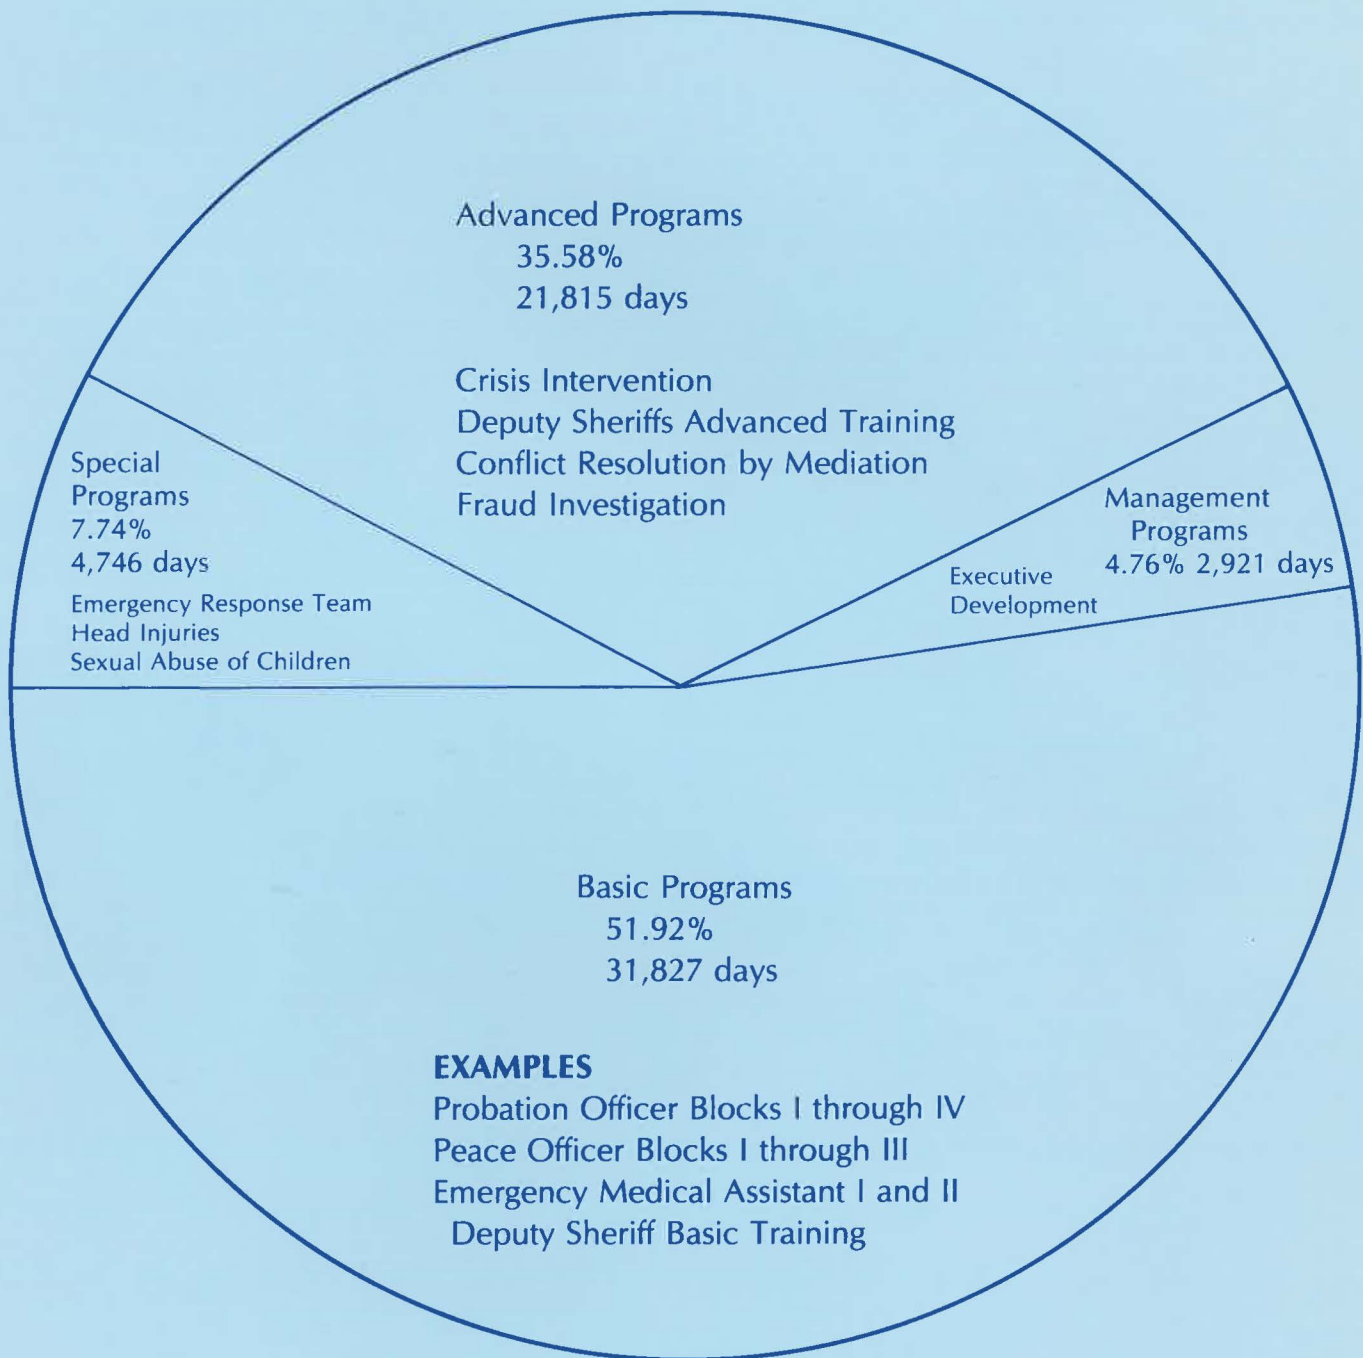 Advanced Programs
35.58%
21,815 days
Crisis Intervention
Deputy Sheriffs Advanced Training
Conflict Resolution by Mediation
Fraud Investigation
Special
Programs
7.74%
4,746 days
Emergency Response Team
Head Injuries
Sexual Abuse of Children
Management
Programs
4.76% 2,921 days
Executive
Development
Basic Programs
51.92%
31,827 days
EXAMPLES
Probation Officer Blocks I through IV
Peace Officer Blocks I through III
Emergency Medical Assistant I and II
Deputy Sheriff Basic Training